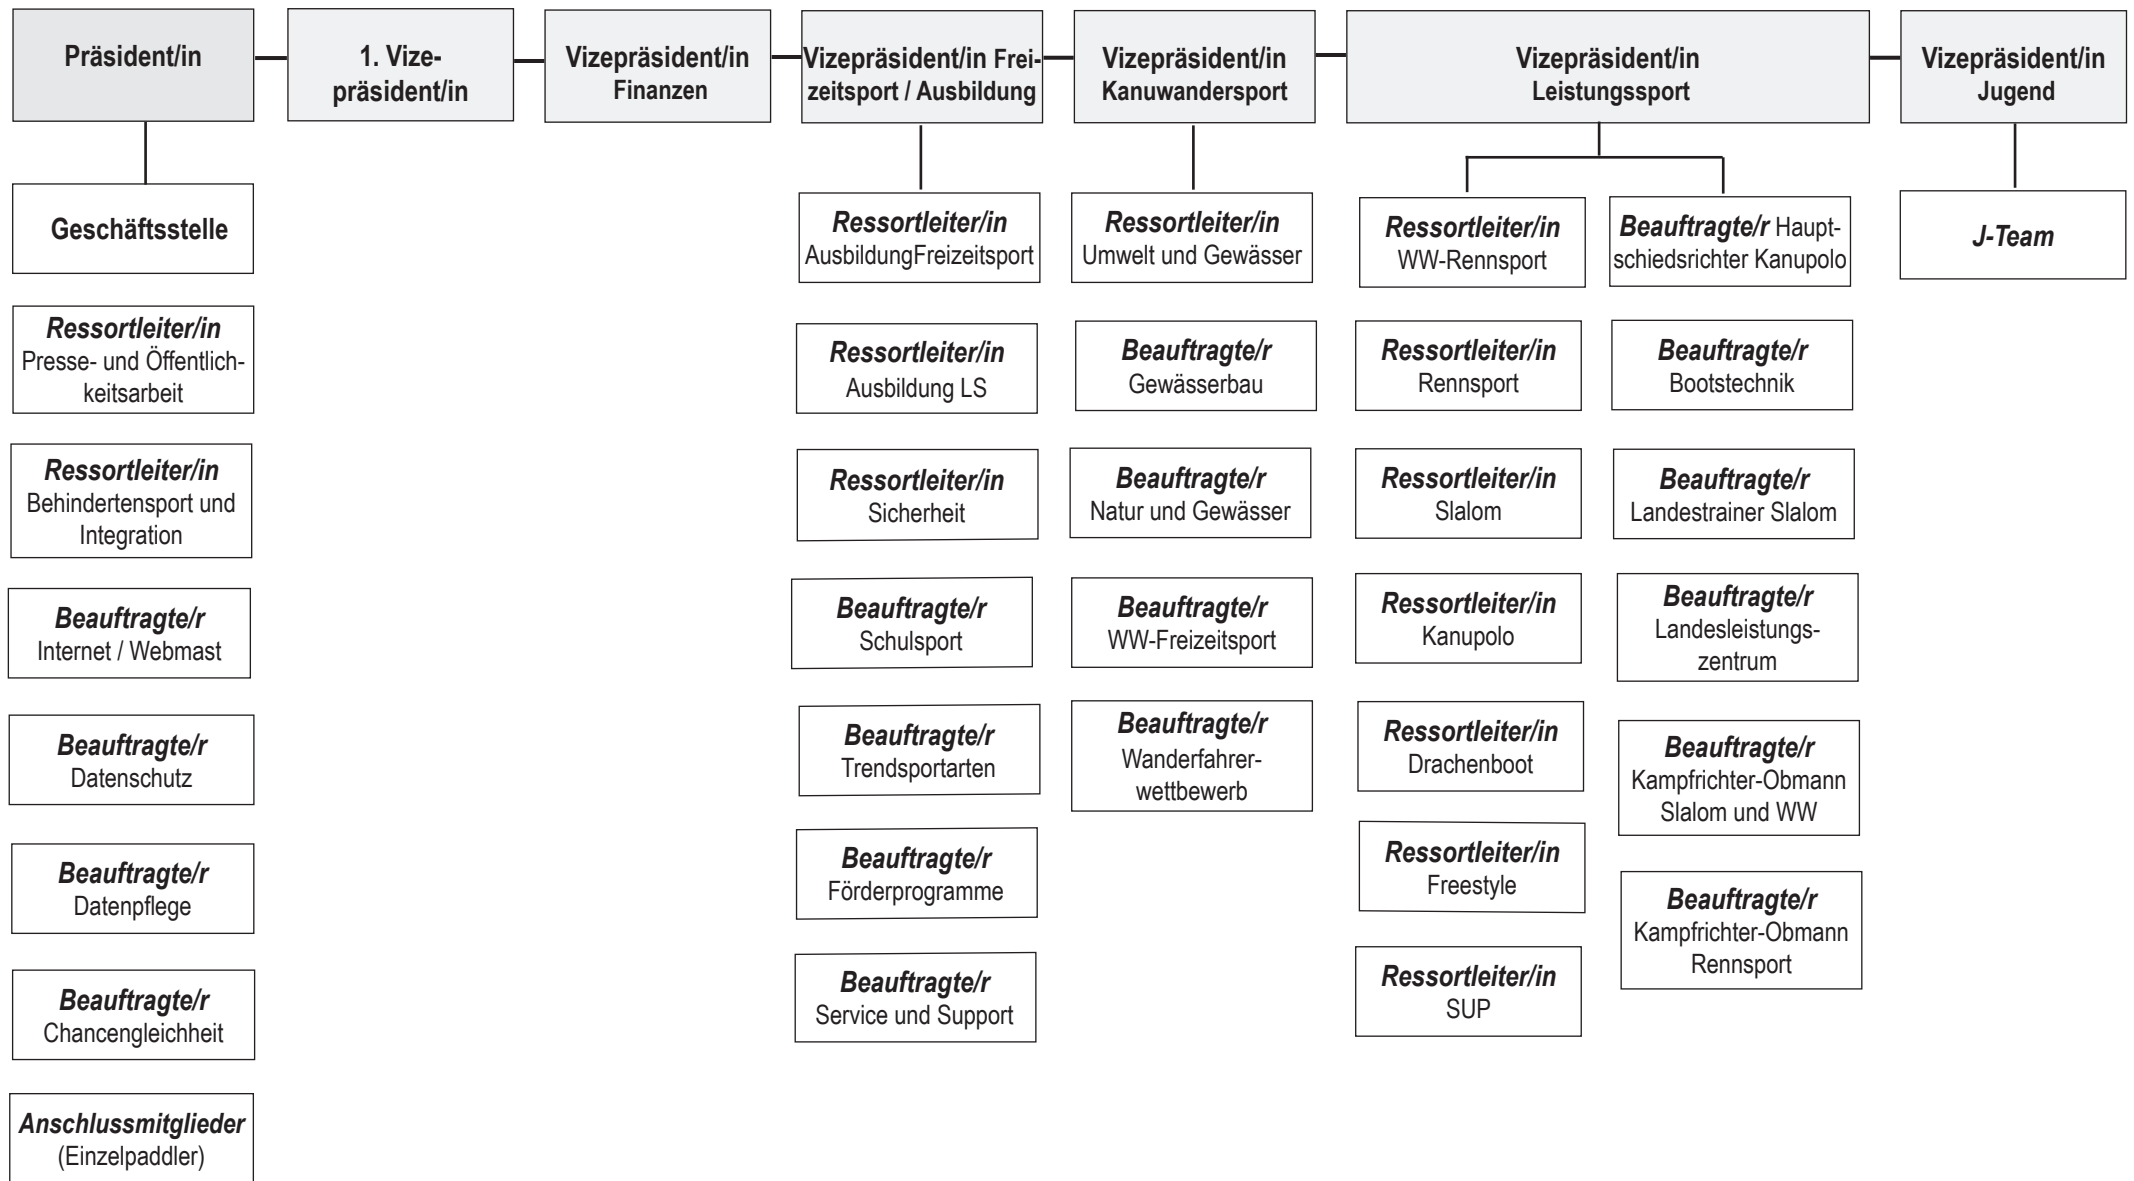 Präsident/in
1. Vize-
präsident/in
Vizepräsident/in
Finanzen
Vizepräsident/in Frei-
zeitsport / Ausbildung
Vizepräsident/in
Kanuwandersport
Vizepräsident/in
Leistungssport
Vizepräsident/in
Jugend
Geschäftsstelle
Ressortleiter/in
Presse- und Öffentlich-
keitsarbeit
Ressortleiter/in
Behindertensport und
Integration
Beauftragte/r
Internet / Webmast
Beauftragte/r
Datenschutz
Beauftragte/r
Datenpflege
Beauftragte/r
Chancengleichheit
Anschlussmitglieder
(Einzelpaddler)
Ressortleiter/in
AusbildungFreizeitsport
Ressortleiter/in
Ausbildung LS
Ressortleiter/in
Sicherheit
Beauftragte/r
Schulsport
Beauftragte/r
Trendsportarten
Beauftragte/r
Förderprogramme
Beauftragte/r
Service und Support
Ressortleiter/in
Umwelt und Gewässer
Beauftragte/r
Gewässerbau
Beauftragte/r
Natur und Gewässer
Beauftragte/r
WW-Freizeitsport
Beauftragte/r
Wanderfahrer-
wettbewerb
Ressortleiter/in
WW-Rennsport
Ressortleiter/in
Rennsport
Ressortleiter/in
Slalom
Ressortleiter/in
Kanupolo
Ressortleiter/in
Drachenboot
Ressortleiter/in
Freestyle
Ressortleiter/in
SUP
Beauftragte/r Haupt-
schiedsrichter Kanupolo
Beauftragte/r
Bootstechnik
Beauftragte/r
Landestrainer Slalom
Beauftragte/r
Landesleistungs-
zentrum
Beauftragte/r
Kampfrichter-Obmann
Slalom und WW
Beauftragte/r
Kampfrichter-Obmann
Rennsport
J-Team